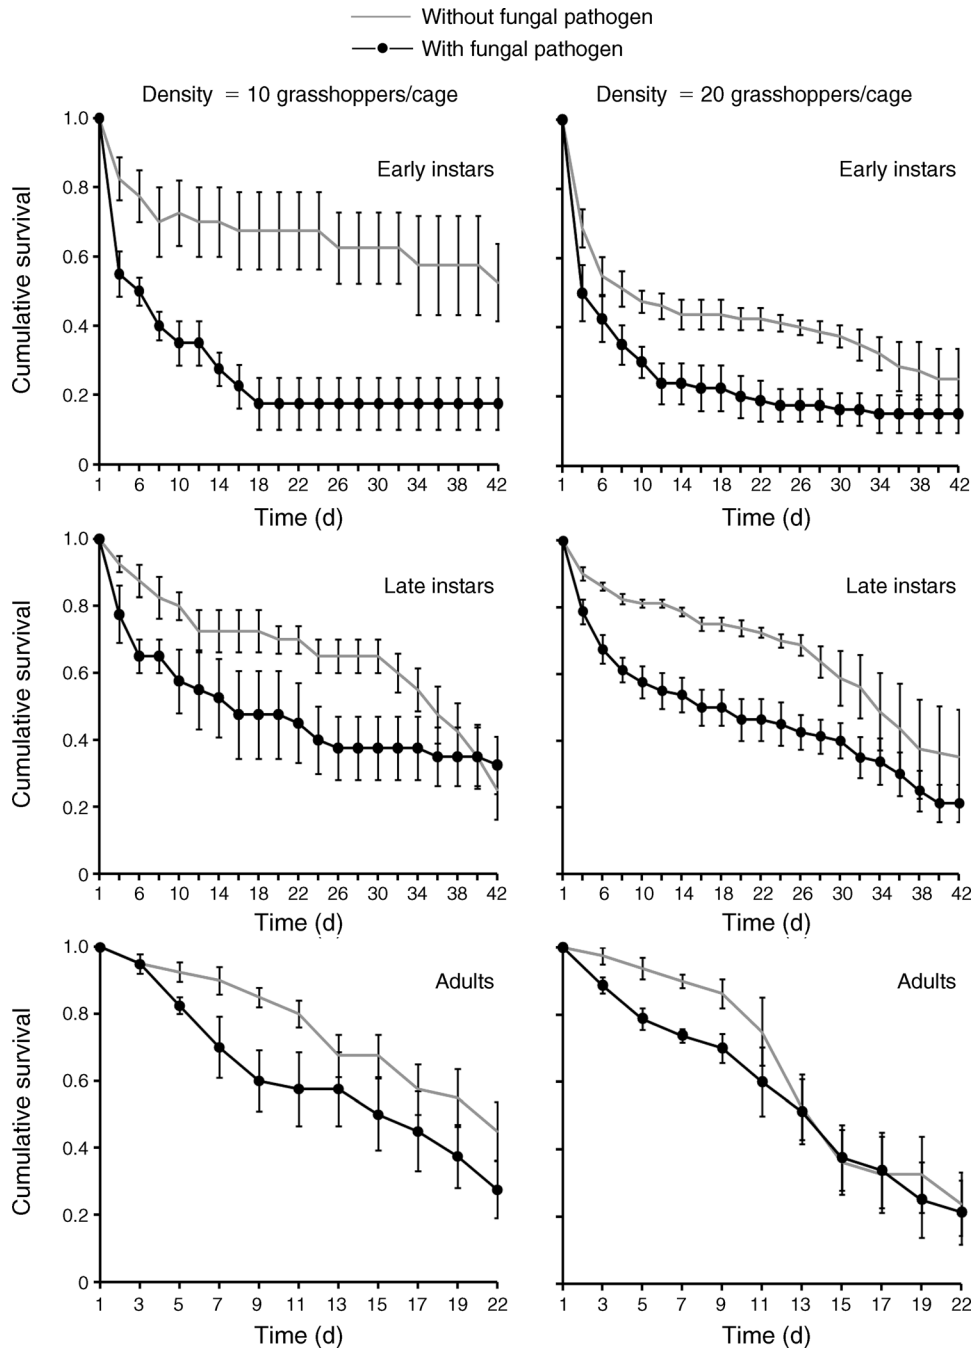 Without fungal pathogen
With fungal pathogen
Density = 10 grasshoppers/cage
Density = 20 grasshoppers/cage
Cumulative survival
1.0
0.8
0.6
0.4
0.2
0
Early instars
1 6 10 14 18 22 26 30 34 38 42
Time (d)
Early instars
1 6 10 14 18 22 26 30 34 38 42
Time (d)
Cumulative survival
1.0
0.8
0.6
0.4
0.2
0
Late instars
1 6 10 14 18 22 26 30 34 38 42
Time (d)
Late instars
1 6 10 14 18 22 26 30 34 38 42
Time (d)
Cumulative survival
1.0
0.8
0.6
0.4
0.2
0
Adults
1 3 5 7 9 11 13 15 17 19 22
Time (d)
Adults
1 3 5 7 9 11 13 15 17 19 22
Time (d)